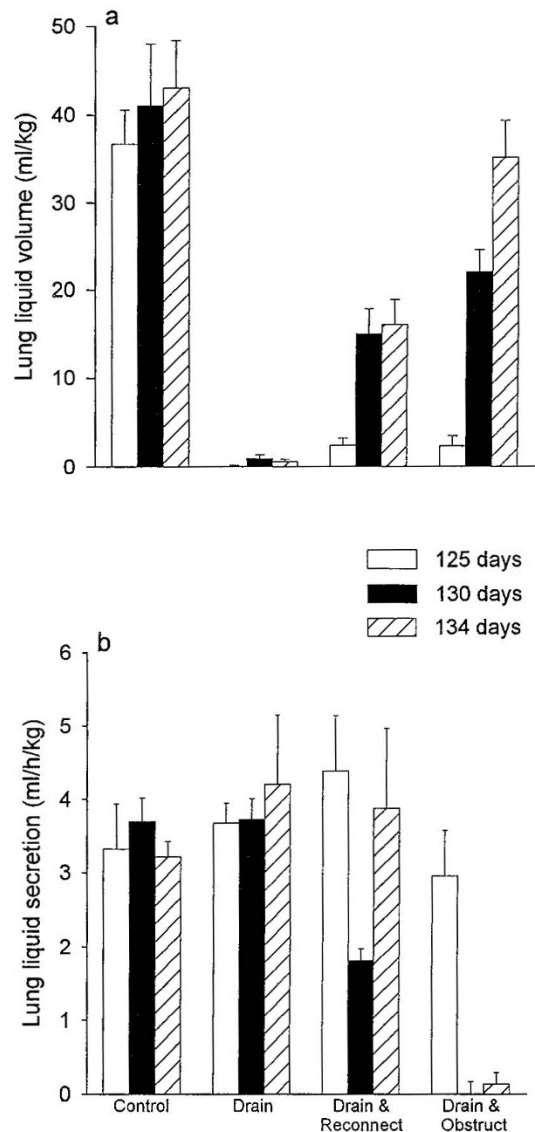 a
Lung liquid volume (ml/kg)
50
40
30
20
10
0
125 days
130 days
134 days
b
Lung liquid secretion (ml/h/kg)
6
5
4
3
2
1
0
Control Drain Drain & Reconnect Drain & Obstruct